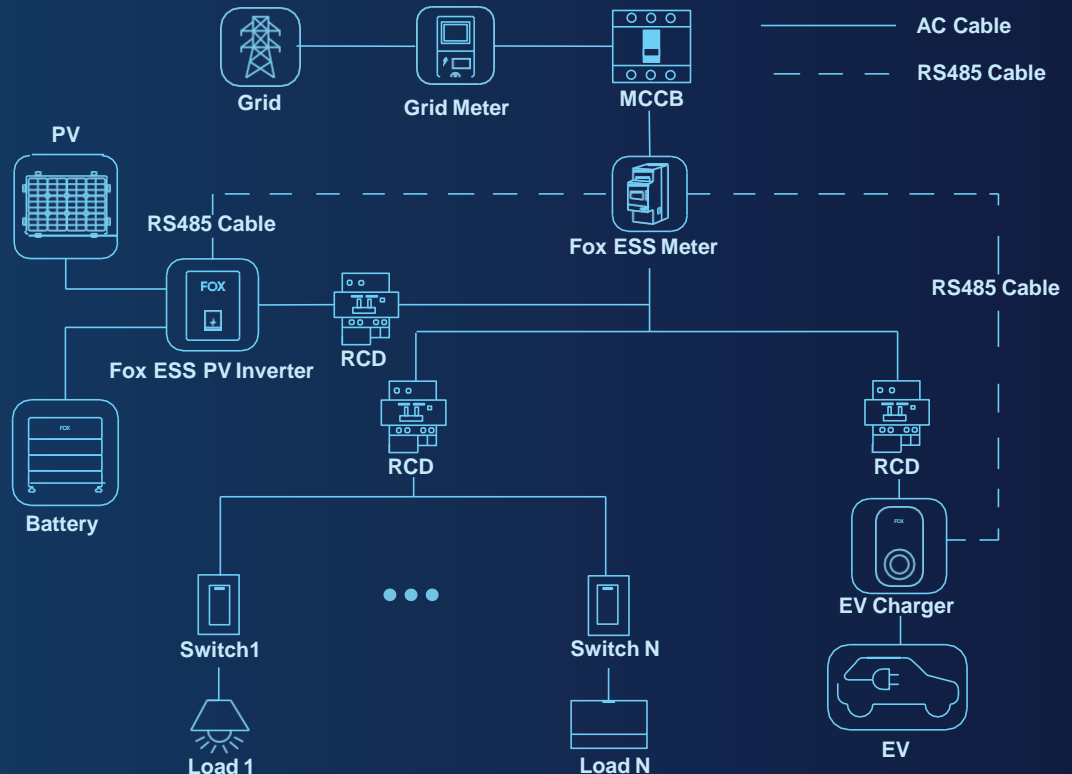 AC Cable
RS485 Cable
Grid
Grid Meter
MCCB
PV
RS485 Cable
Fox ESS Meter
FOX
RS485 Cable
RCD
Fox ESS PV Inverter
FOX
RCD
RCD
Battery
FOX
EV Charger
Switch1
Switch N
EV
Load 1
Load N